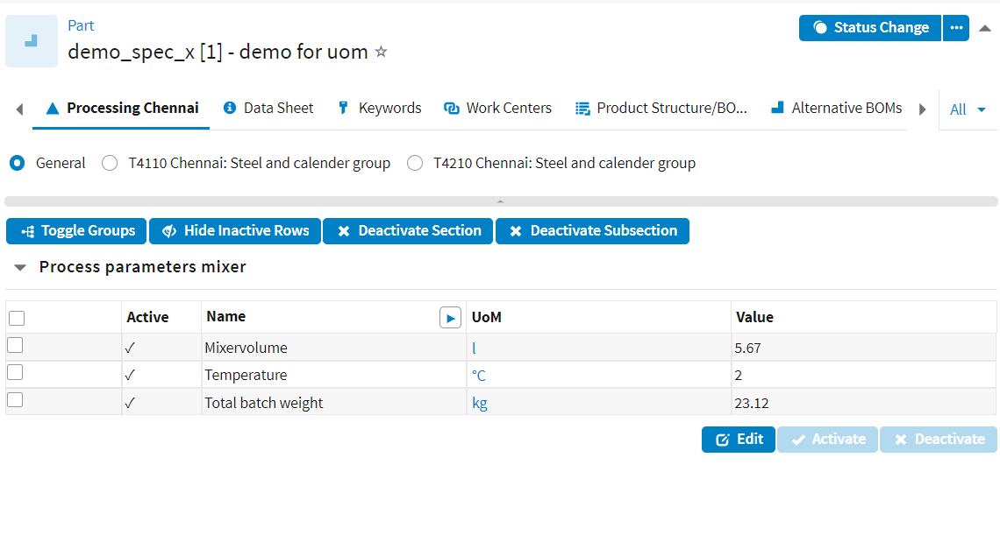 Part
demo_spec_x [1] - demo for uom
Status Change
Processing Chennai Data Sheet Keywords Work Centers Product Structure/BO... Alternative BOMs All
General T4110 Chennai: Steel and calender group T4210 Chennai: Steel and calender group
Toggle Groups Hide Inactive Rows Deactivate Section Deactivate Subsection
Process parameters mixer
Active Name UoM Value
Mixervolume l 5.67
Temperature °C 2
Total batch weight kg 23.12
Edit Activate Deactivate